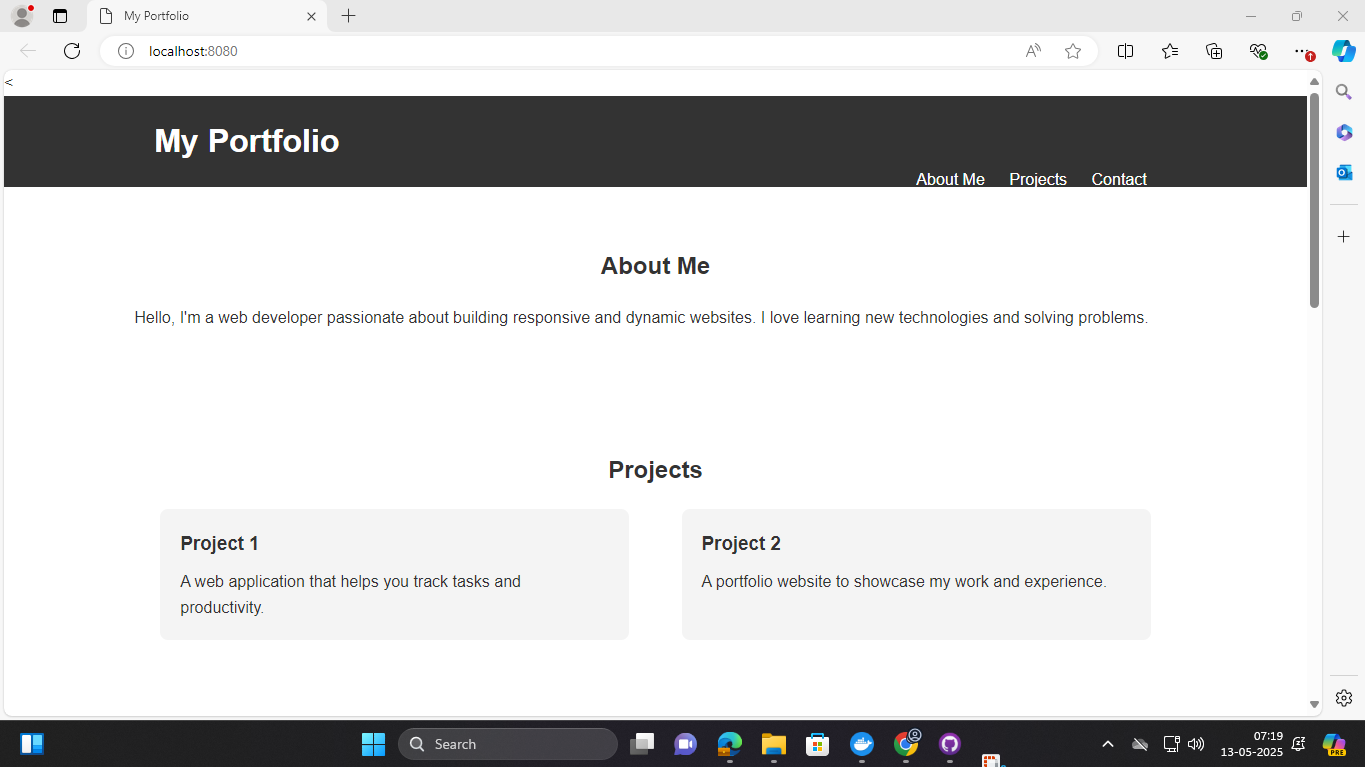 My Portfolio
localhost:8080
<
My Portfolio
About Me Projects Contact
About Me
Hello, I'm a web developer passionate about building responsive and dynamic websites. I love learning new technologies and solving problems.
Projects
Project 1
A web application that helps you track tasks and
productivity.
Project 2
A portfolio website to showcase my work and experience.
Search
07:19
13-05-2025
PRE